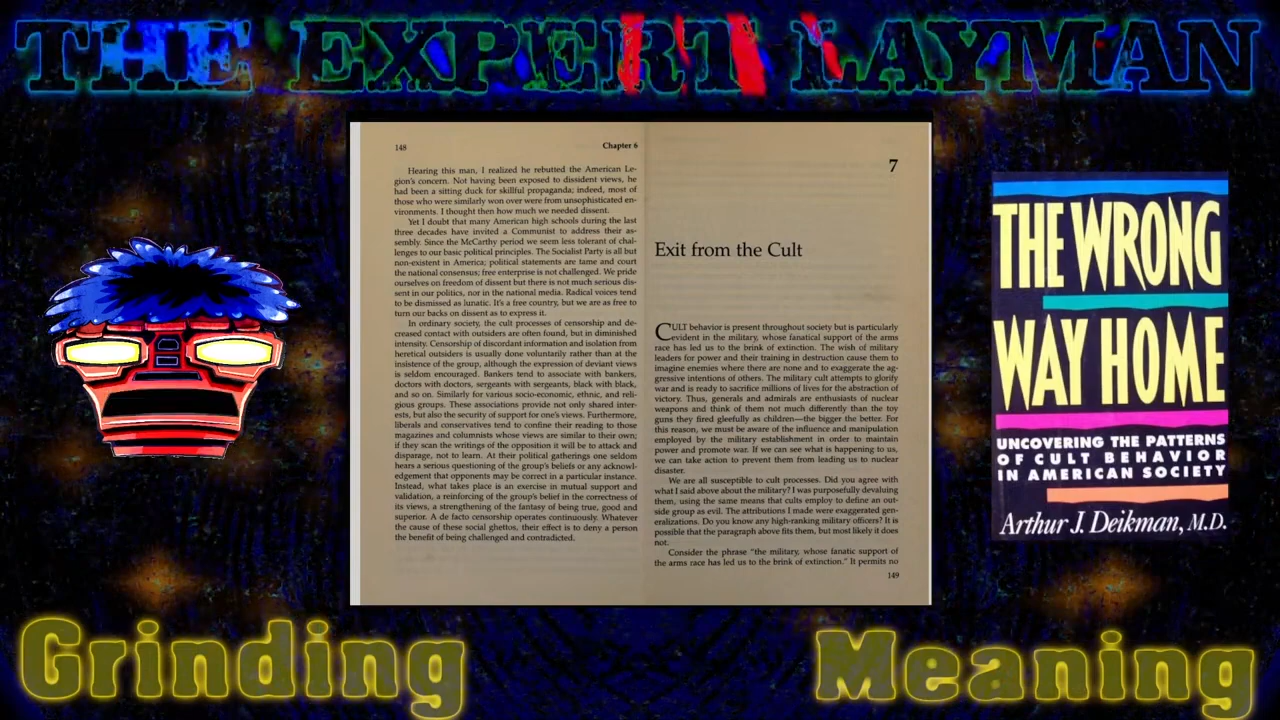 THE EXPERT LAYMAN
148
Chapter 6
Hearing this man, I realized he rebutted the American Le-
gion's concern. Not having been exposed to dissident views, he
had been a sitting duck for skillful propaganda; indeed, most of
those who were similarly won over were from unsophisticated en-
vironments. I thought then how much we needed dissent.
Yet I doubt that many American high schools during the last
three decades have invited a Communist to address their as-
sembly. Since the McCarthy period we seem less tolerant of chal-
lenges to our basic political principles. The Socialist Party is all but
non-existent in America; political statements are tame and court
the national consensus; free enterprise is not challenged. We pride
ourselves on freedom of dissent but there is not much serious dis-
sent in our politics, nor in the national media. Radical voices tend
to be dismissed as lunatic. It's a free country, but we are as free to
turn our backs on dissent as to express it.
In ordinary society, the cult processes of censorship and de-
creased contact with outsiders are often found, but in diminished
intensity. Censorship of discordant information and isolation from
heretical outsiders is usually done voluntarily rather than at the
insistence of the group, although the expression of deviant views
is seldom encouraged. Bankers tend to associate with bankers,
doctors with doctors, sergeants with sergeants, black with black,
and so on. Similarly for various socio-economic, ethnic, and reli-
gious groups. These associations provide not only shared inter-
ests, but also the security of support for one's views. Furthermore,
liberals and conservatives tend to confine their reading to those
magazines and columnists whose views are similar to their own;
if they scan the writings of the opposition it will be to attack and
disparage, not to learn. At their political gatherings one seldom
hears a serious questioning of the group's beliefs or any acknowl-
edgement that opponents may be correct in a particular instance.
Instead, what takes place is an exercise in mutual support and
validation, a reinforcing of the group's belief in the correctness of
its views, a strengthening of the fantasy of being true, good and
superior. A de facto censorship operates continuously. Whatever
the cause of these social ghettos, their effect is to deny a person
the benefit of being challenged and contradicted.
7
Exit from the Cult
CULT behavior is present throughout society but is particularly
evident in the military, whose fanatical support of the arms
race has led us to the brink of extinction. The wish of military
leaders for power and their training in destruction cause them to
imagine enemies where there are none and to exaggerate the ag-
gressive intentions of others. The military cult attempts to glorify
war and is ready to sacrifice millions of lives for the abstraction of
victory. Thus, generals and admirals are enthusiasts of nuclear
weapons and think of them not much differently than the toy
guns they fired gleefully as children—the bigger the better. For
this reason, we must be aware of the influence and manipulation
employed by the military establishment in order to maintain
power and promote war. If we can see what is happening to us,
we can take action to prevent them from leading us to nuclear
disaster.
We are all susceptible to cult processes. Did you agree with
what I said above about the military? I was purposefully devaluing
them, using the same means that cults employ to define an out-
side group as evil. The attributions I made were exaggerated gen-
eralizations. Do you know any high-ranking military officers? It is
possible that the paragraph above fits them, but most likely it does
not.
Consider the phrase "the military, whose fanatic support of
the arms race has led us to the brink of extinction." It permits no
149
THE WRONG
WAY HOME
UNCOVERING THE PATTERNS
OF CULT BEHAVIOR
IN AMERICAN SOCIETY
Arthur J. Deikman, M.D.
Grinding
Meaning